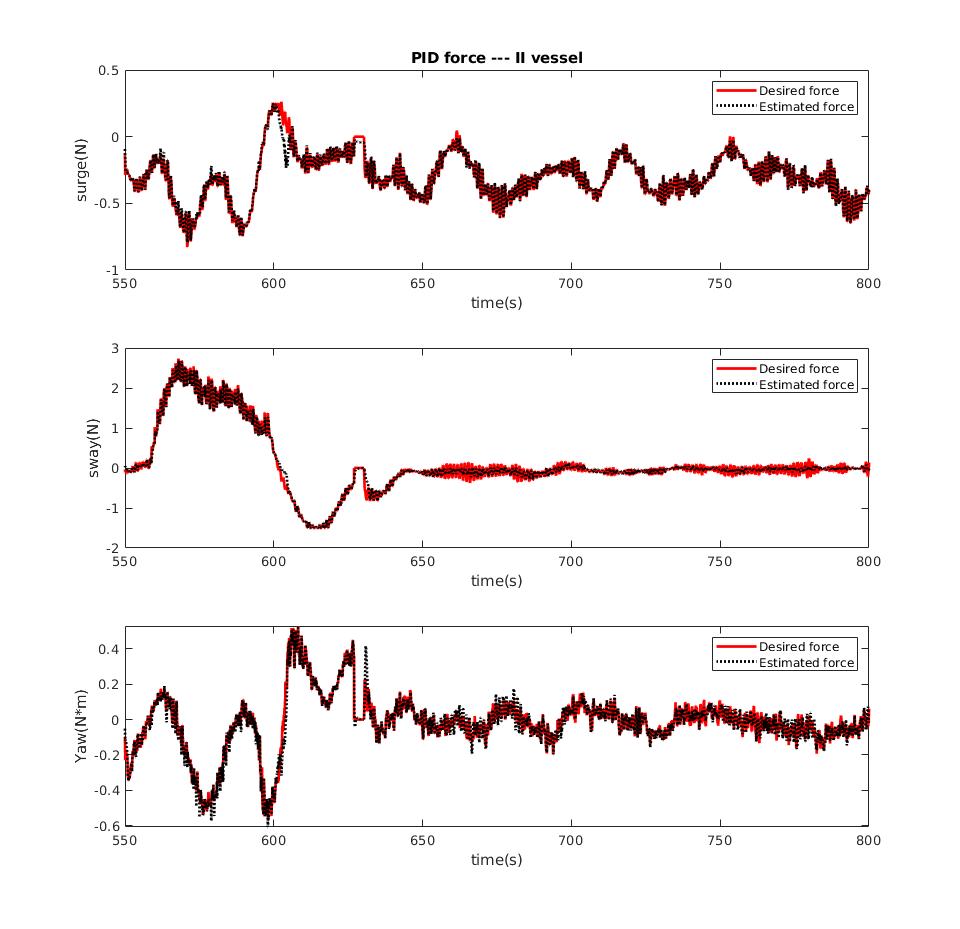 PID force --- II vessel
0.5
0
-0.5
-1
surge(N)
Desired force
Estimated force
550 600 650 700 750 800
time(s)
3
2
1
0
-1
-2
sway(N)
Desired force
Estimated force
550 600 650 700 750 800
time(s)
0.4
0.2
0
-0.2
-0.4
-0.6
Yaw(N*m)
Desired force
Estimated force
550 600 650 700 750 800
time(s)